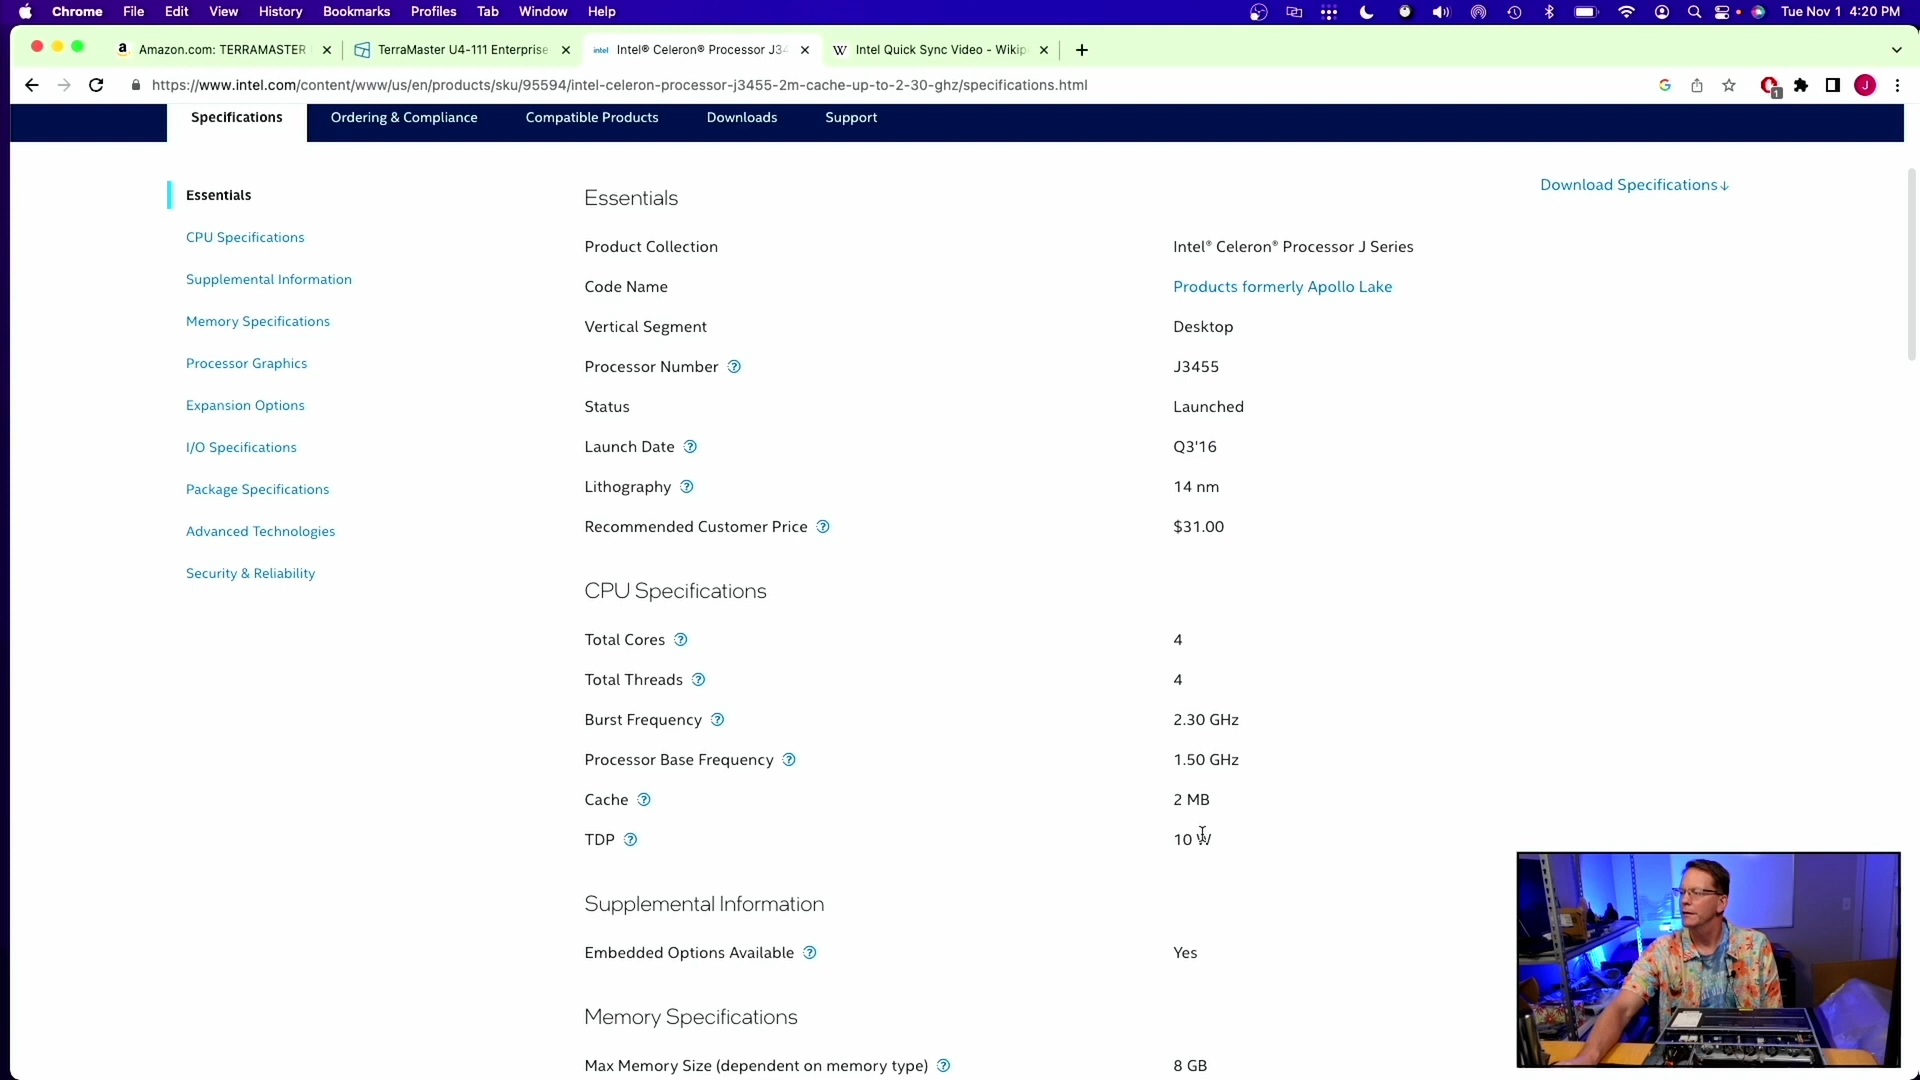 Chrome File Edit View History Bookmarks Profiles Tab Window Help Tue Nov 1 4:20 PM
Amazon.com: TERRAMASTER TerraMaster U4-111 Enterprise Intel® Celeron® Processor J34 Intel Quick Sync Video - Wikip
https://www.intel.com/content/www/us/en/products/sku/95594/intel-celeron-processor-j3455-2m-cache-up-to-2-30-ghz/specifications.html
Specifications Ordering & Compliance Compatible Products Downloads Support
Download Specifications↓
Essentials
CPU Specifications
Supplemental Information
Memory Specifications
Processor Graphics
Expansion Options
I/O Specifications
Package Specifications
Advanced Technologies
Security & Reliability
Essentials
Product Collection Intel® Celeron® Processor J Series
Code Name Products formerly Apollo Lake
Vertical Segment Desktop
Processor Number J3455
Status Launched
Launch Date Q3'16
Lithography 14 nm
Recommended Customer Price $31.00
CPU Specifications
Total Cores 4
Total Threads 4
Burst Frequency 2.30 GHz
Processor Base Frequency 1.50 GHz
Cache 2 MB
TDP 10 W
Supplemental Information
Embedded Options Available Yes
Memory Specifications
Max Memory Size (dependent on memory type) 8 GB